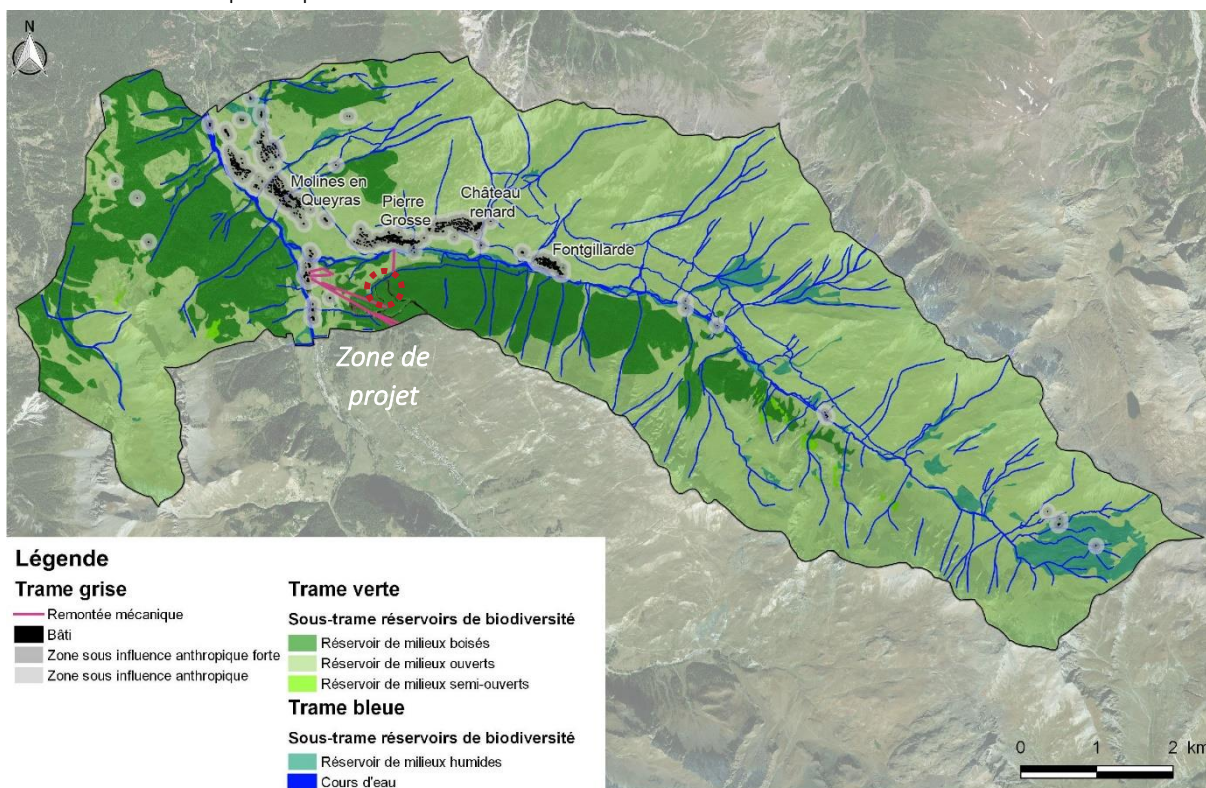 N
Molines en
Queyras
Pierre
Grosse
Château
renard
Fontgillarde
Zone de
projet
Légende
Trame grise
Remontée mécanique
Bâti
Zone sous influence anthropique forte
Zone sous influence anthropique
Trame verte
Sous-trame réservoirs de biodiversité
Réservoir de milieux boisés
Réservoir de milieux ouverts
Réservoir de milieux semi-ouverts
Trame bleue
Sous-trame réservoirs de biodiversité
Réservoir de milieux humides
Cours d'eau
0 1 2 km